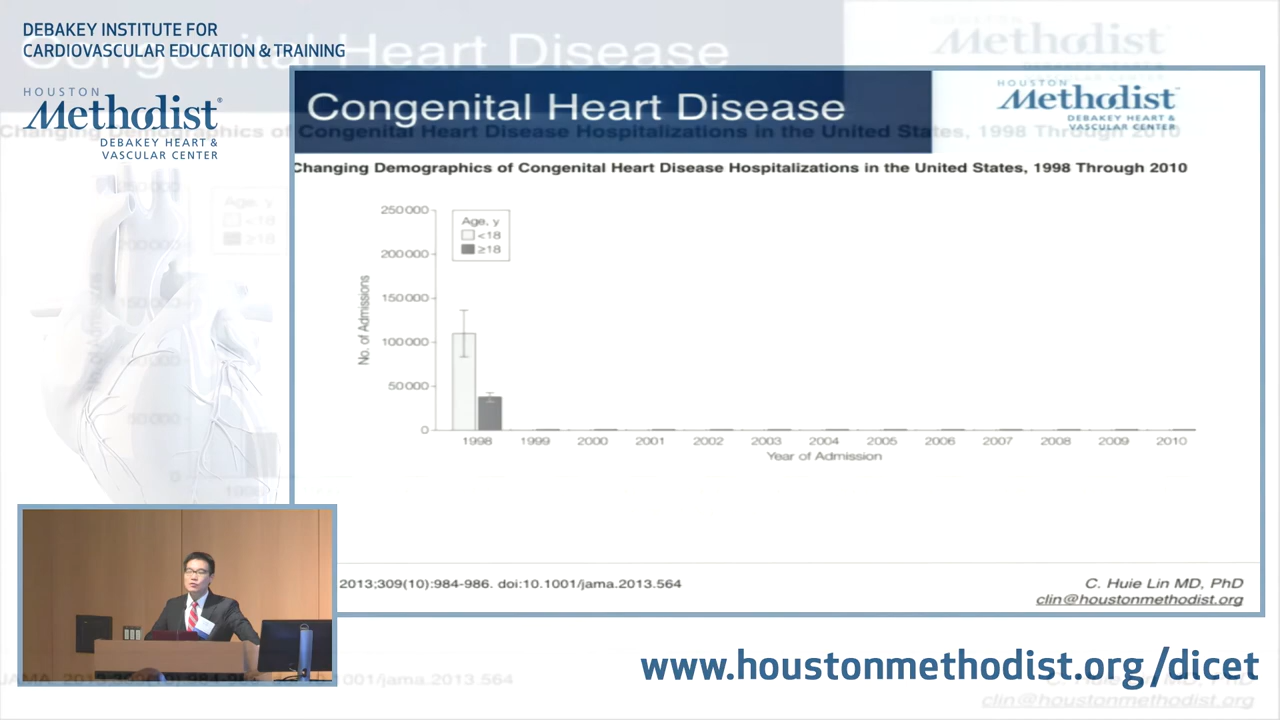 DEBAKEY INSTITUTE FOR
CARDIOVASCULAR EDUCATION & TRAINING
HOUSTON
Methodist®
DEBAKEY HEART &
VASCULAR CENTER
Congenital Heart Disease
HOUSTON
Methodist
DEBAKEY HEART &
VASCULAR CENTER
Changing Demographics of Congenital Heart Disease Hospitalizations in the United States, 1998 Through 2010
250 000
200 000
150 000
100 000
50 000
0
No. of Admissions
Age, y
<18
≥18
1998 1999 2000 2001 2002 2003 2004 2005 2006 2007 2008 2009 2010
Year of Admission
2013;309(10):984-986. doi:10.1001/jama.2013.564
C. Huie Lin MD, PhD
clin@houstonmethodist.org
www.houstonmethodist.org/dicet